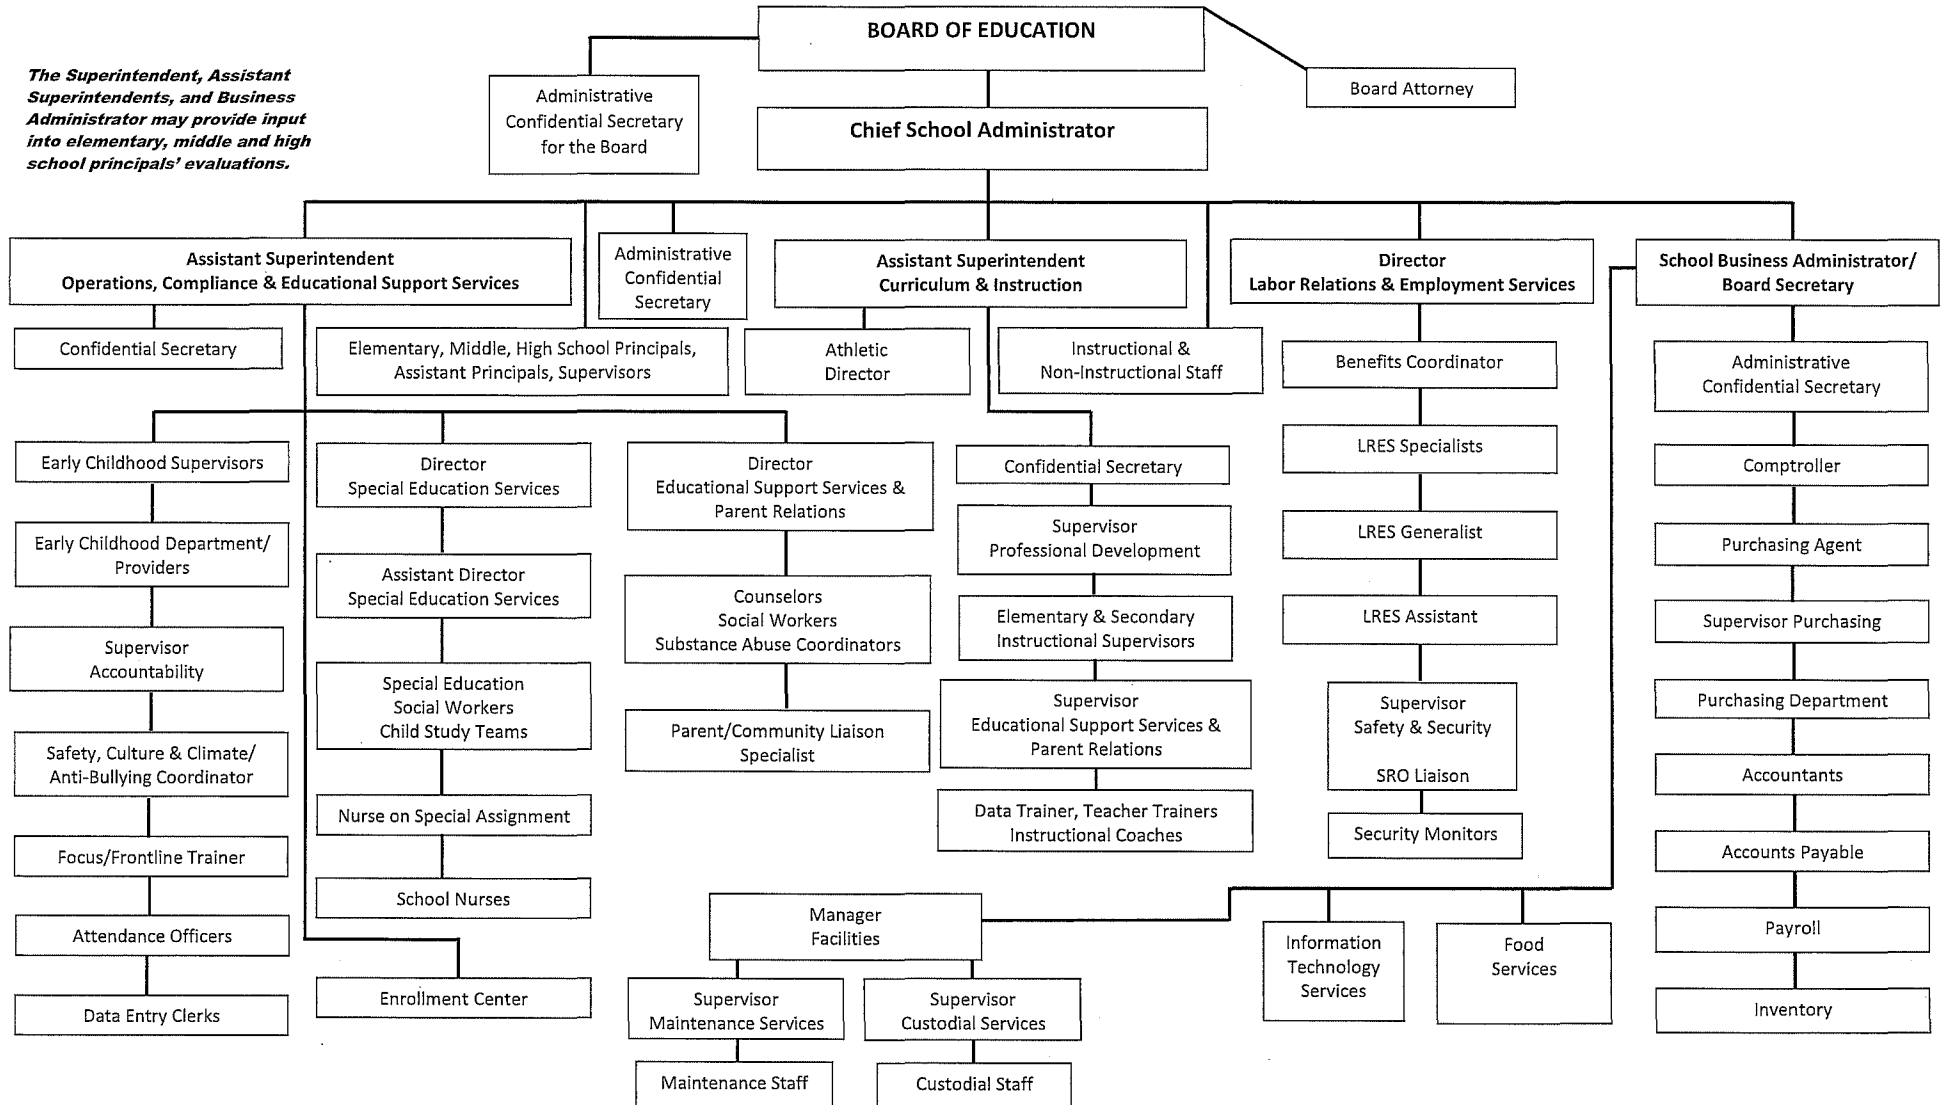 BOARD OF EDUCATION
The Superintendent, Assistant
Superintendents, and Business
Administrator may provide input
into elementary, middle and high
school principals' evaluations.
Administrative
Confidential Secretary
for the Board
Board Attorney
Chief School Administrator
Assistant Superintendent
Operations, Compliance & Educational Support Services
Administrative
Confidential
Secretary
Assistant Superintendent
Curriculum & Instruction
Director
Labor Relations & Employment Services
School Business Administrator/
Board Secretary
Confidential Secretary
Elementary, Middle, High School Principals,
Assistant Principals, Supervisors
Athletic
Director
Instructional &
Non-Instructional Staff
Benefits Coordinator
Administrative
Confidential Secretary
Early Childhood Supervisors
Early Childhood Department/
Providers
Supervisor
Accountability
Safety, Culture & Climate/
Anti-Bullying Coordinator
Focus/Frontline Trainer
Attendance Officers
Data Entry Clerks
Director
Special Education Services
Assistant Director
Special Education Services
Special Education
Social Workers
Child Study Teams
Nurse on Special Assignment
School Nurses
Enrollment Center
Director
Educational Support Services &
Parent Relations
Counselors
Social Workers
Substance Abuse Coordinators
Parent/Community Liaison
Specialist
Confidential Secretary
Supervisor
Professional Development
Elementary & Secondary
Instructional Supervisors
Supervisor
Educational Support Services &
Parent Relations
Data Trainer, Teacher Trainers
Instructional Coaches
LRES Specialists
LRES Generalist
LRES Assistant
Supervisor
Safety & Security
SRO Liaison
Security Monitors
Comptroller
Purchasing Agent
Supervisor Purchasing
Purchasing Department
Accountants
Accounts Payable
Payroll
Inventory
Manager
Facilities
Information
Technology
Services
Food
Services
Supervisor
Maintenance Services
Supervisor
Custodial Services
Maintenance Staff
Custodial Staff